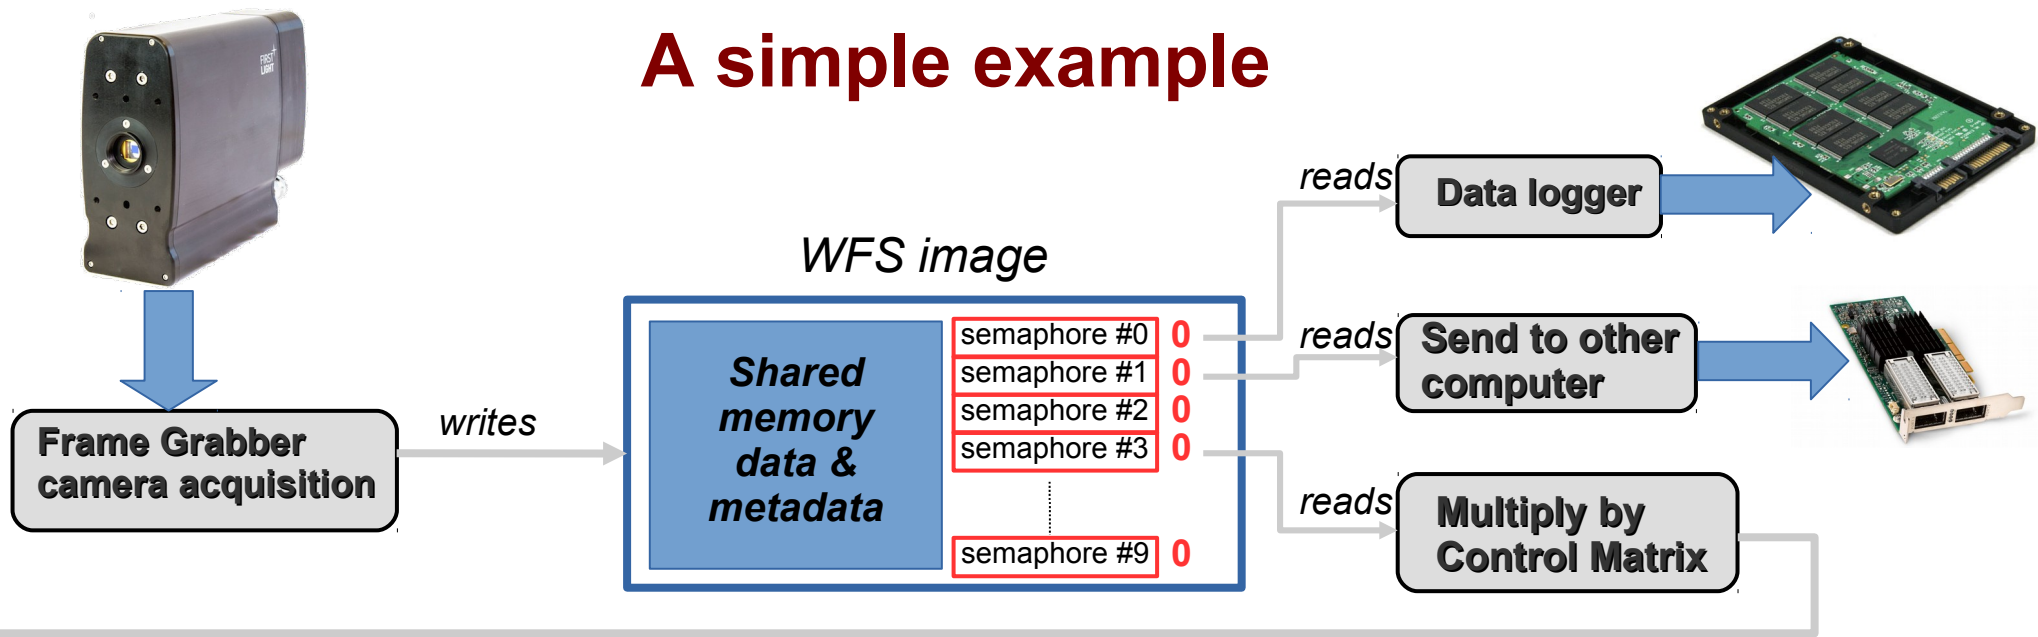 A simple example
FIRST
LIGHT
WFS image
Frame Grabber
camera acquisition
writes
Shared
memory
data &
metadata
semaphore #0 0
semaphore #1 0
semaphore #2 0
semaphore #3 0
semaphore #9 0
reads
Data logger
reads
Send to other
computer
reads
Multiply by
Control Matrix